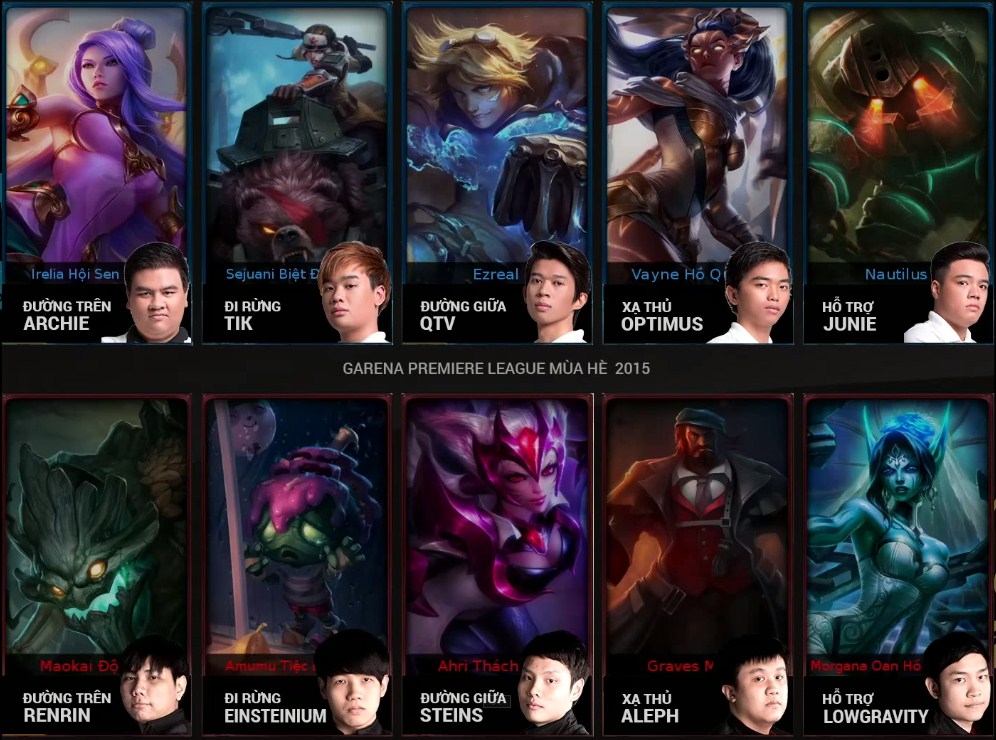 Irelia Hội Sen
ĐƯỜNG TRÊN
ARCHIE
Sejuani Biệt Đ
ĐI RỪNG
TIK
Ezreal
ĐƯỜNG GIỮA
QTV
Vayne Hỏ Q
XẠ THỦ
OPTIMUS
Nautilus
HỖ TRỢ
JUNIE
GARENA PREMIERE LEAGUE MÙA HÈ 2015
Maokai Độ
ĐƯỜNG TRÊN
RENRIN
Amumu Tiệc
ĐI RỪNG
EINSTEINIUM
Ahri Thách
ĐƯỜNG GIỮA
STEINS
Graves M
XẠ THỦ
ALEPH
Morgana Oan Hồ
HỖ TRỢ
LOWGRAVITY